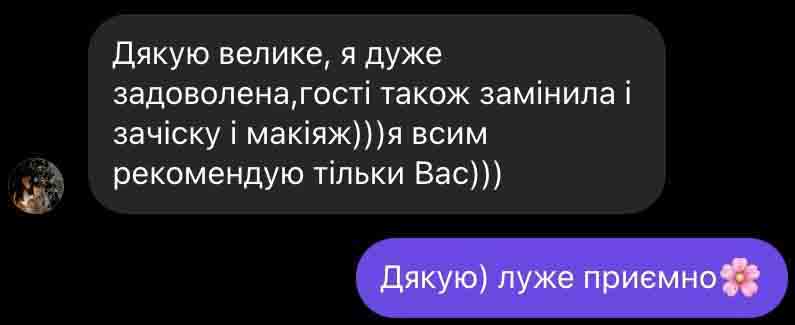 Дякую велике, я дуже
задоволена,гості також замінила і
зачіску і макіяж)))я всим
рекомендую тільки Вас)))
Дякую) луже приємно🌸